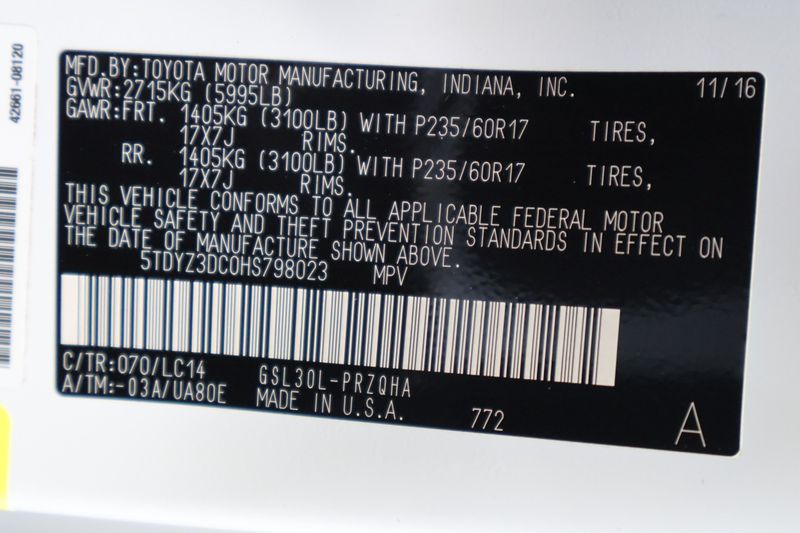 42661-08120
MFD.BY:TOYOTA MOTOR MANUFACTURING, INDIANA, INC. 11/16
GVWR:2715KG (5995LB)
GAWR:FRT. 1405KG (3100LB) WITH P235/60R17 TIRES,
17X7J RIMS.
RR. 1405KG (3100LB) WITH P235/60R17 TIRES,
17X7J RIMS.
THIS VEHICLE CONFORMS TO ALL APPLICABLE FEDERAL MOTOR
VEHICLE SAFETY AND THEFT PREVENTION STANDARDS IN EFFECT ON
THE DATE OF MANUFACTURE SHOWN ABOVE.
5TDYZ3DC0HS798023 MPV
C/TR:070/LC14 GSL30L-PRZQHA
A/TM:-03A/UA80E MADE IN U.S.A. 772 A